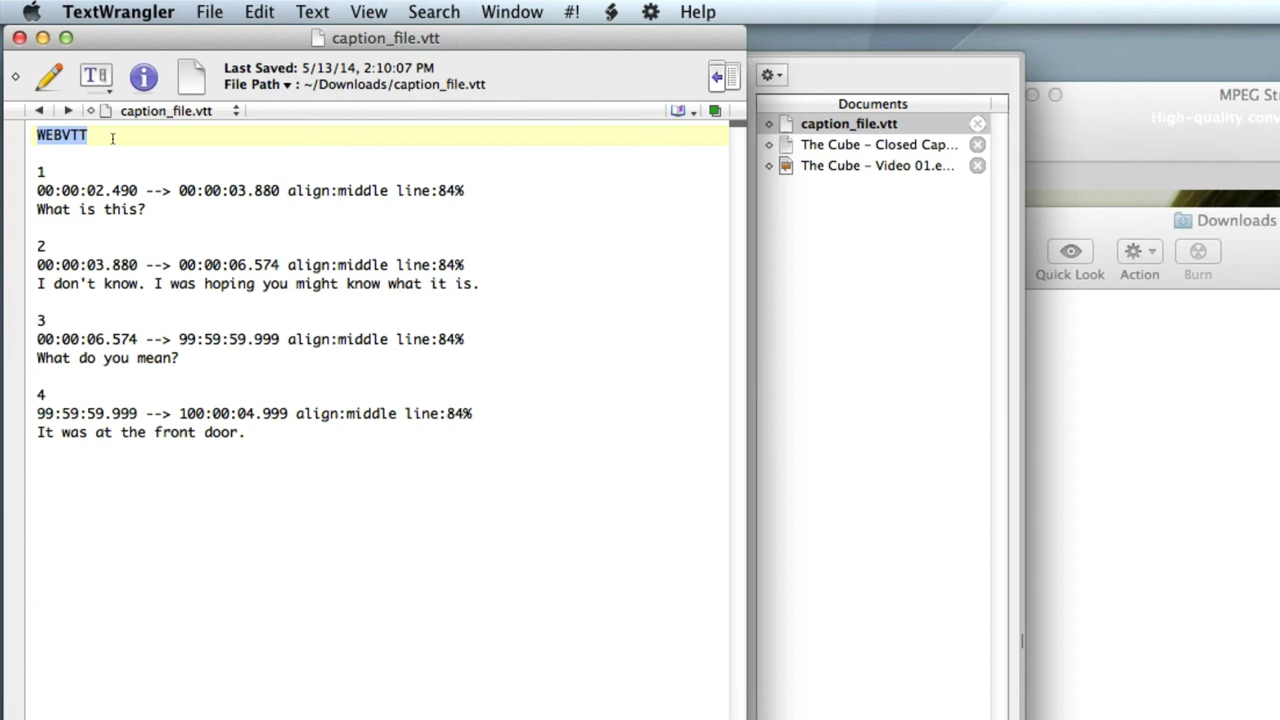 TextWrangler File Edit Text View Search Window #! Help
caption_file.vtt
Last Saved: 5/13/14, 2:10:07 PM
File Path ▾ : ~/Downloads/caption_file.vtt
caption_file.vtt
WEBVTT
1
00:00:02.490 --> 00:00:03.880 align:middle line:84%
What is this?
2
00:00:03.880 --> 00:00:06.574 align:middle line:84%
I don't know. I was hoping you might know what it is.
3
00:00:06.574 --> 99:59:59.999 align:middle line:84%
What do you mean?
4
99:59:59.999 --> 100:00:04.999 align:middle line:84%
It was at the front door.
Documents
caption_file.vtt
The Cube – Closed Cap...
The Cube – Video 01.e...
MPEG Str
High-quality conv
Downloads
Quick Look Action Burn